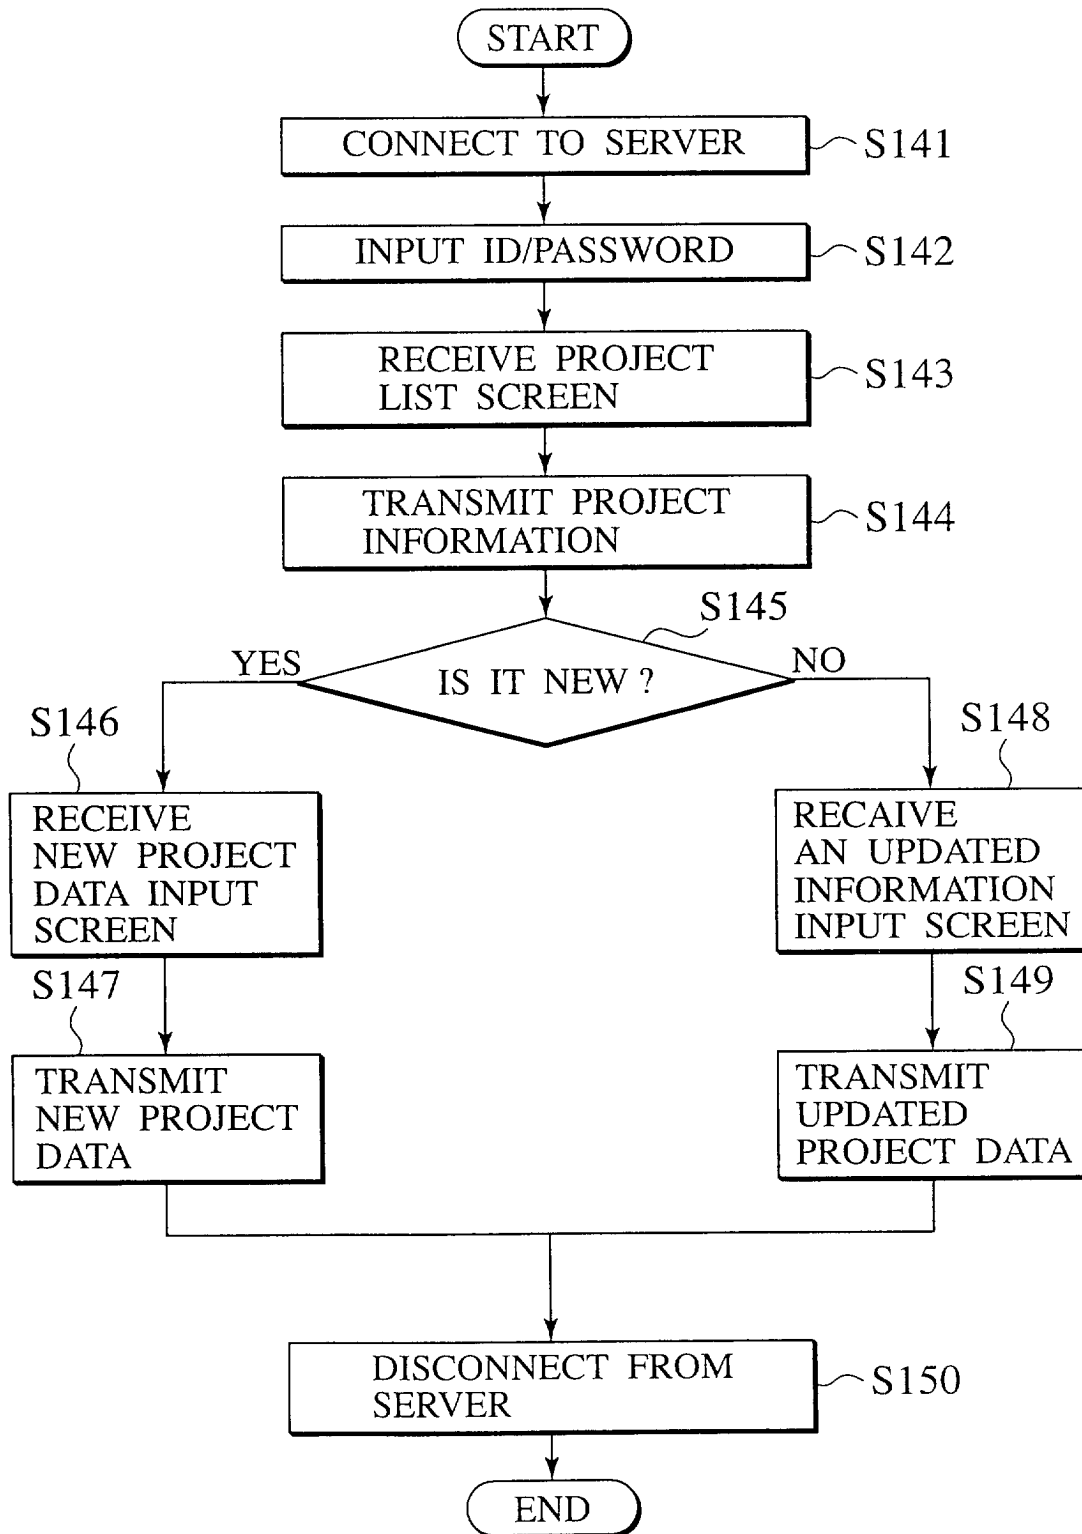 START
CONNECT TO SERVER
S141
INPUT ID/PASSWORD
S142
RECEIVE PROJECT
LIST SCREEN
S143
TRANSMIT PROJECT
INFORMATION
S144
S145
YES
IS IT NEW ?
NO
S146
RECEIVE
NEW PROJECT
DATA INPUT
SCREEN
S147
TRANSMIT
NEW PROJECT
DATA
S148
RECAIVE
AN UPDATED
INFORMATION
INPUT SCREEN
S149
TRANSMIT
UPDATED
PROJECT DATA
DISCONNECT FROM
SERVER
S150
END